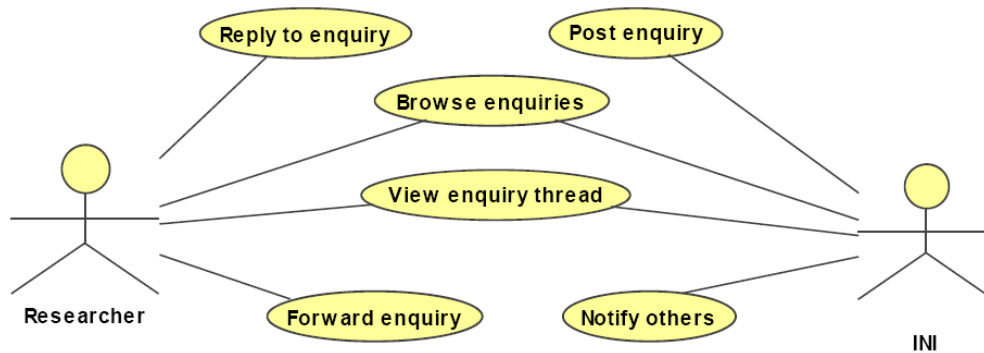 Reply to enquiry
Post enquiry
Browse enquiries
View enquiry thread
Researcher
Forward enquiry
Notify others
INI